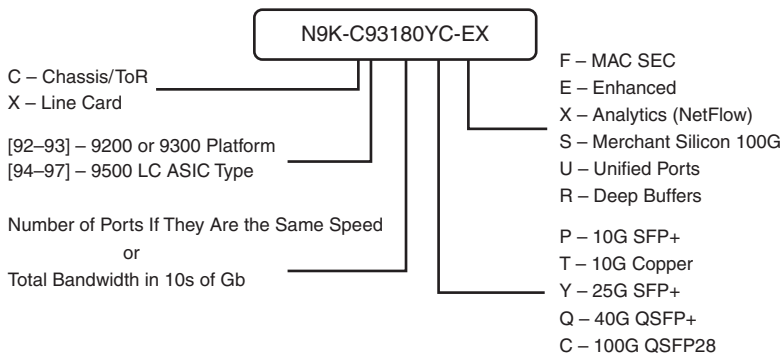 N9K-C93180YC-EX
C – Chassis/ToR
X – Line Card
[92–93] – 9200 or 9300 Platform
[94–97] – 9500 LC ASIC Type
Number of Ports If They Are the Same Speed
or
Total Bandwidth in 10s of Gb
F – MAC SEC
E – Enhanced
X – Analytics (NetFlow)
S – Merchant Silicon 100G
U – Unified Ports
R – Deep Buffers
P – 10G SFP+
T – 10G Copper
Y – 25G SFP+
Q – 40G QSFP+
C – 100G QSFP28